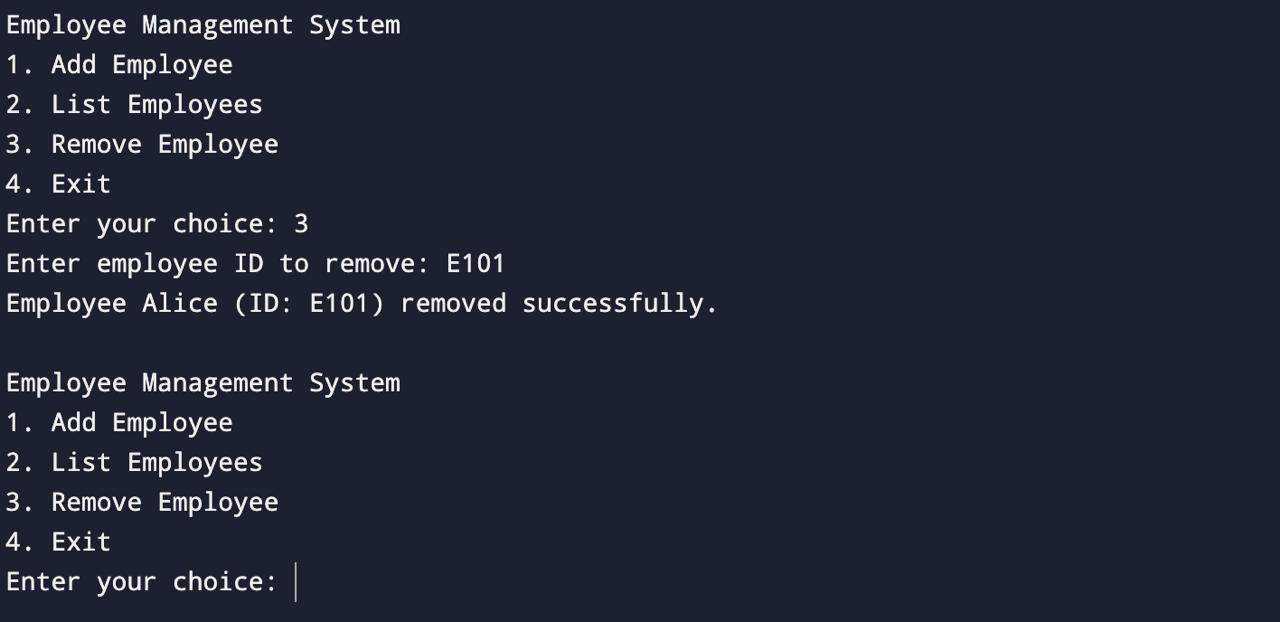 Employee Management System
1. Add Employee
2. List Employees
3. Remove Employee
4. Exit
Enter your choice: 3
Enter employee ID to remove: E101
Employee Alice (ID: E101) removed successfully.

Employee Management System
1. Add Employee
2. List Employees
3. Remove Employee
4. Exit
Enter your choice: